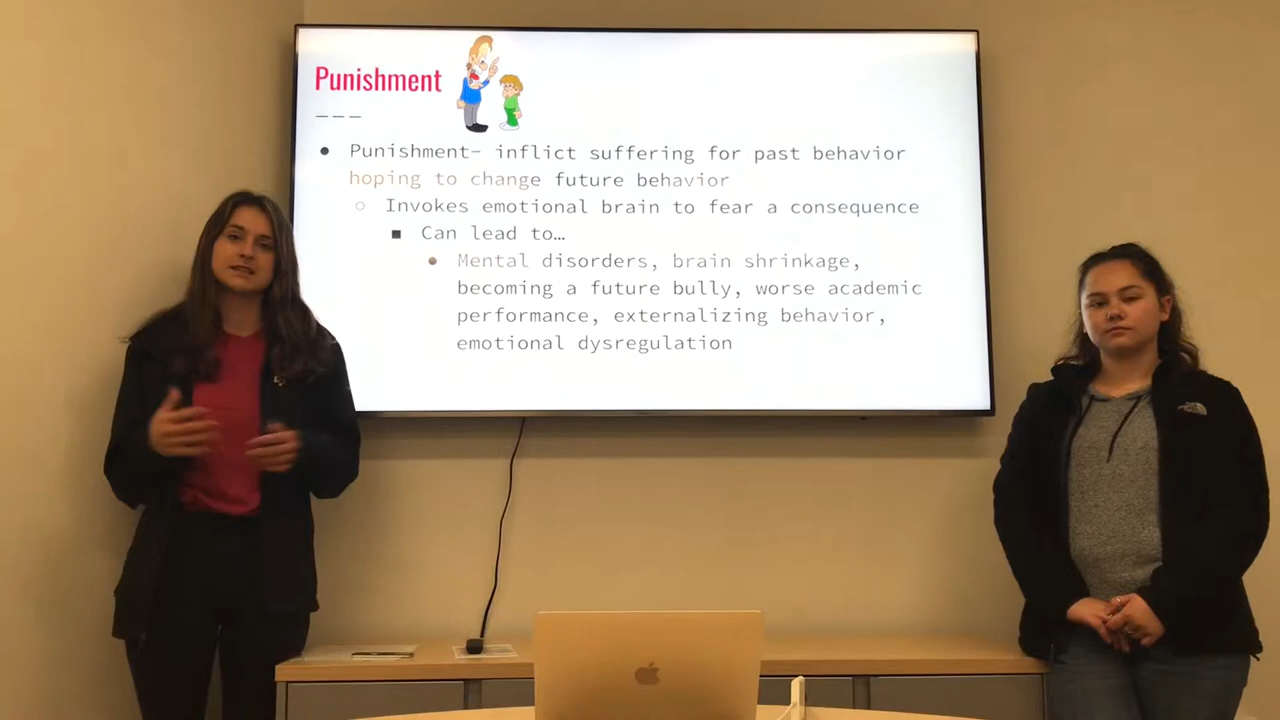 Punishment
– – –
● Punishment- inflict suffering for past behavior
hoping to change future behavior
○ Invokes emotional brain to fear a consequence
■ Can lead to…
● Mental disorders, brain shrinkage,
becoming a future bully, worse academic
performance, externalizing behavior,
emotional dysregulation